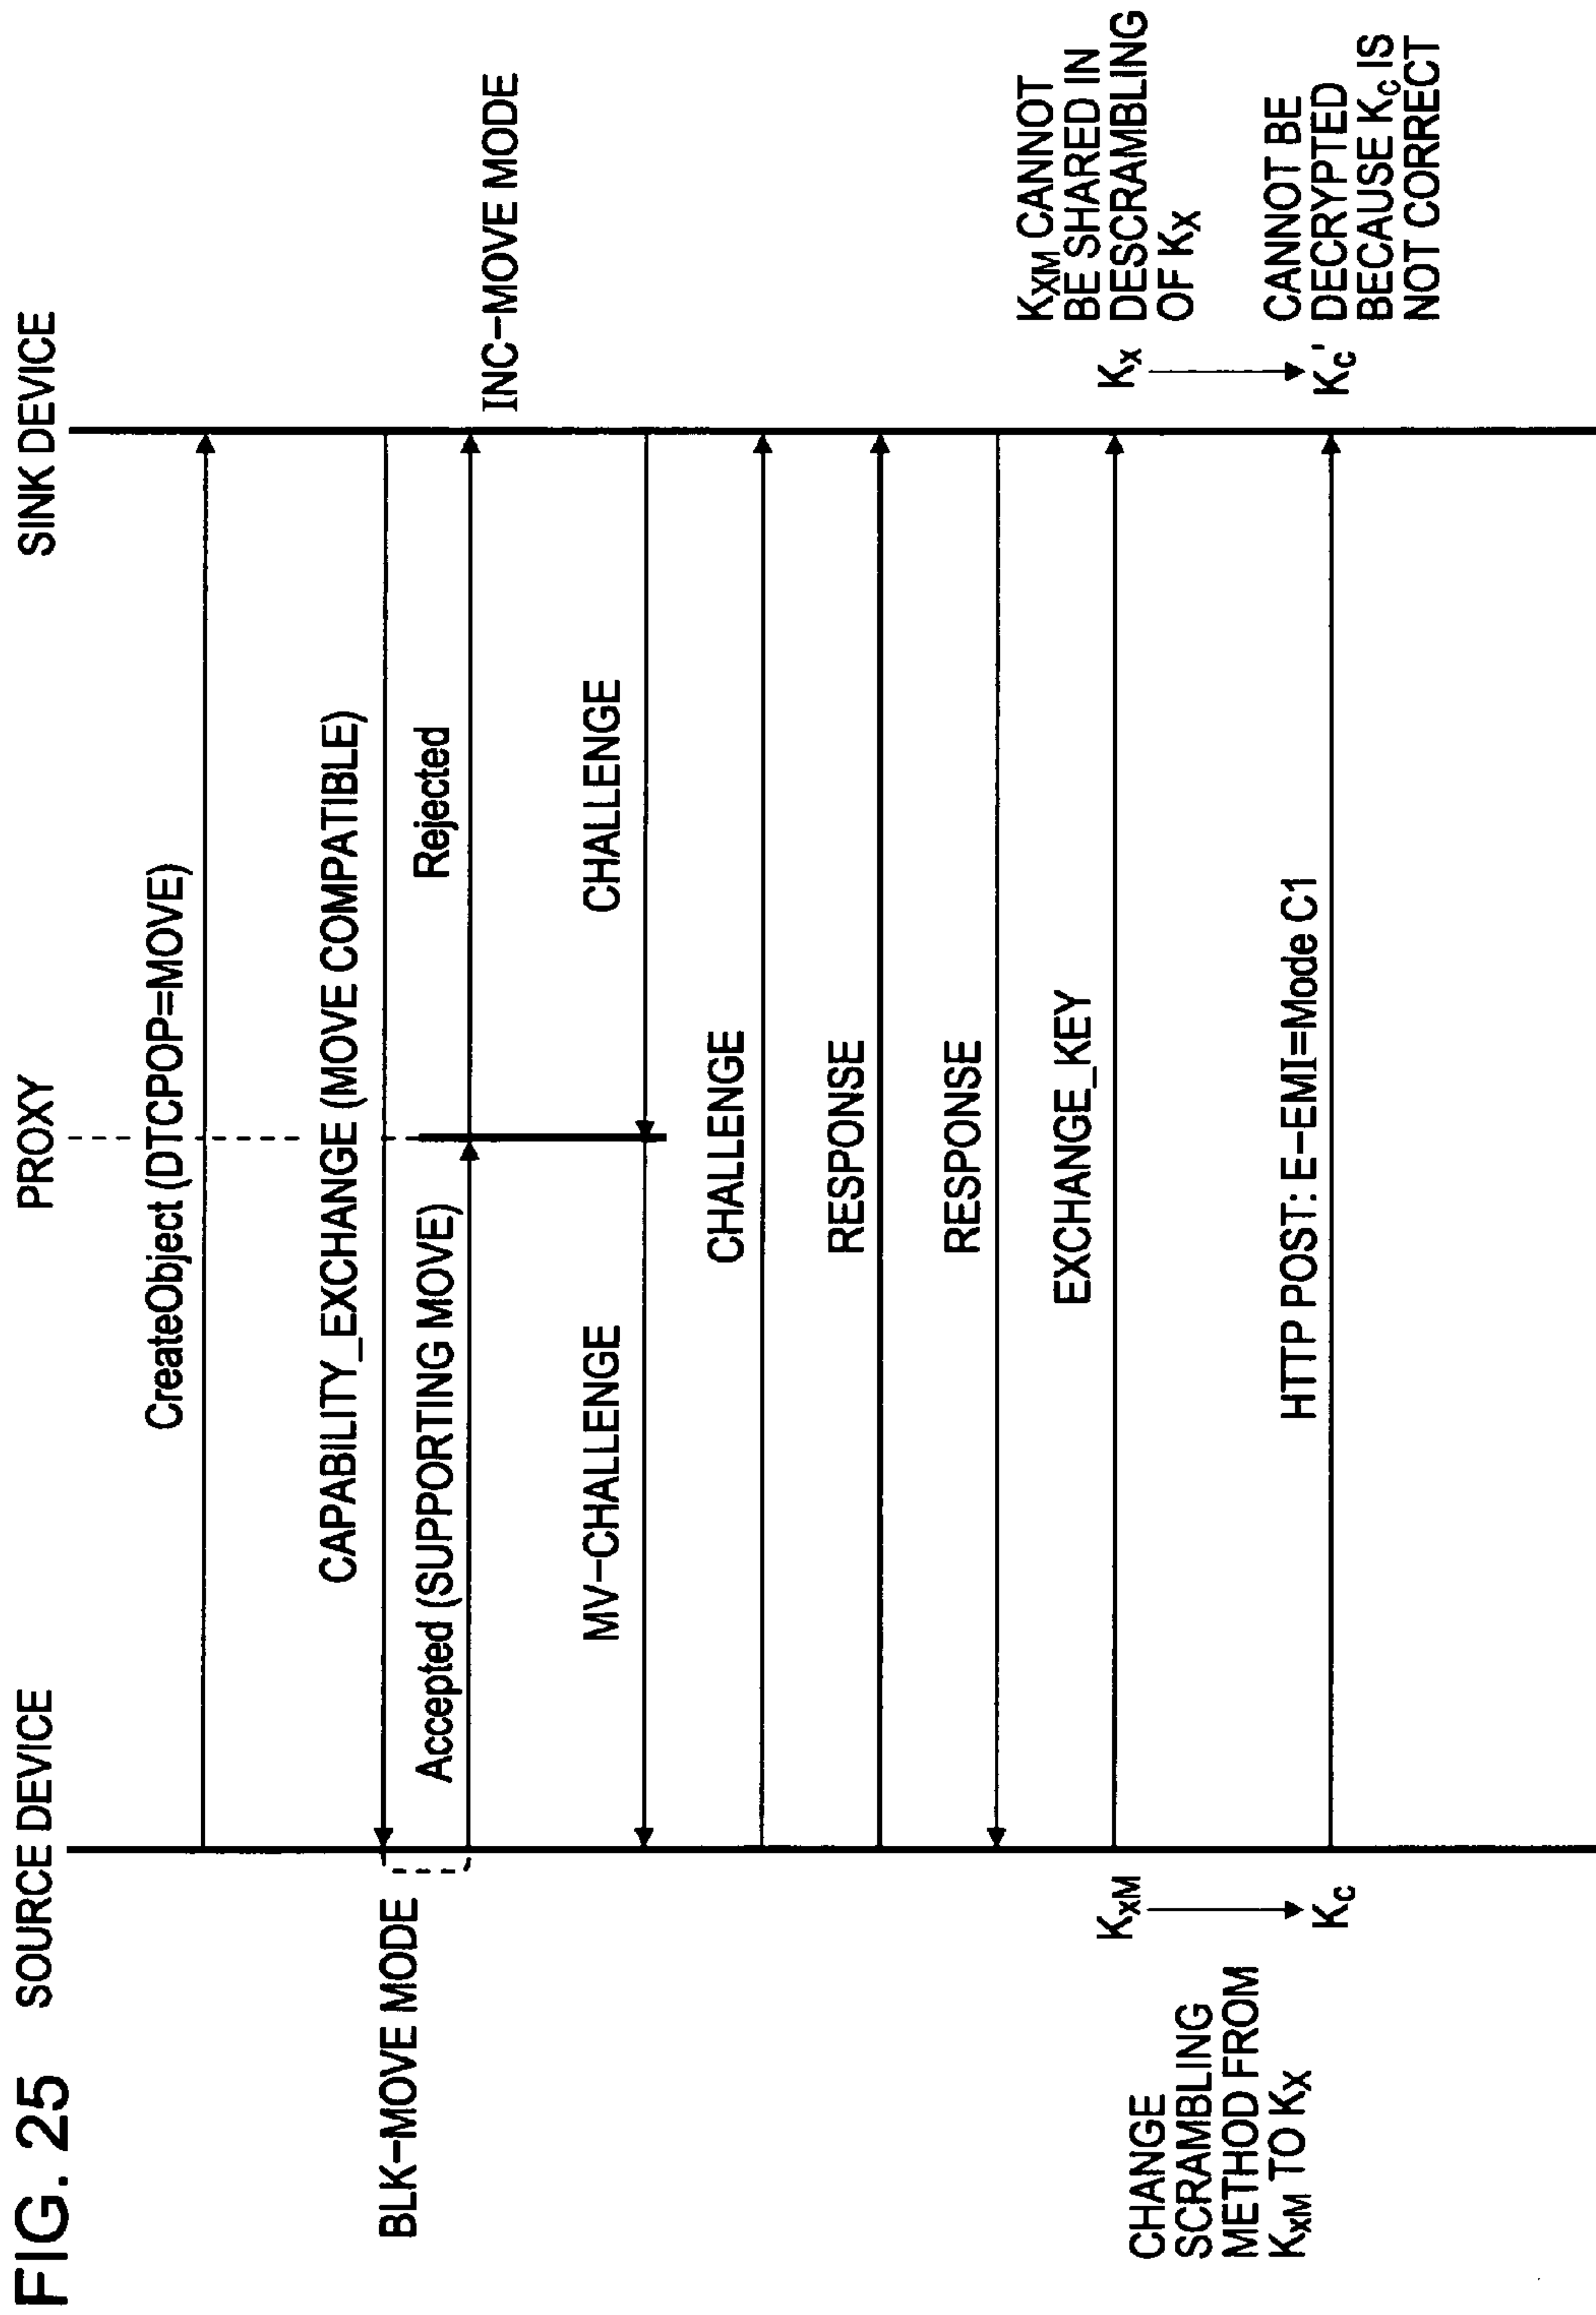 FIG. 25
SOURCE DEVICE
PROXY
SINK DEVICE
CreateObject (DTCPOP=MOVE)
CAPABILITY_EXCHANGE (MOVE COMPATIBLE)
BLK-MOVE MODE
Accepted (SUPPORTING MOVE)
Rejected
INC-MOVE MODE
MV-CHALLENGE
CHALLENGE
CHALLENGE
RESPONSE
RESPONSE
EXCHANGE_KEY
CHANGE
SCRAMBLING
METHOD FROM
KxM TO Kx
KxM
Kc
Kx
Kc'
KXM CANNOT
BE SHARED IN
DESCRAMBLING
OF KX
HTTP POST: E-EMI=Mode C1
CANNOT BE
DECRYPTED
BECAUSE Kc IS
NOT CORRECT